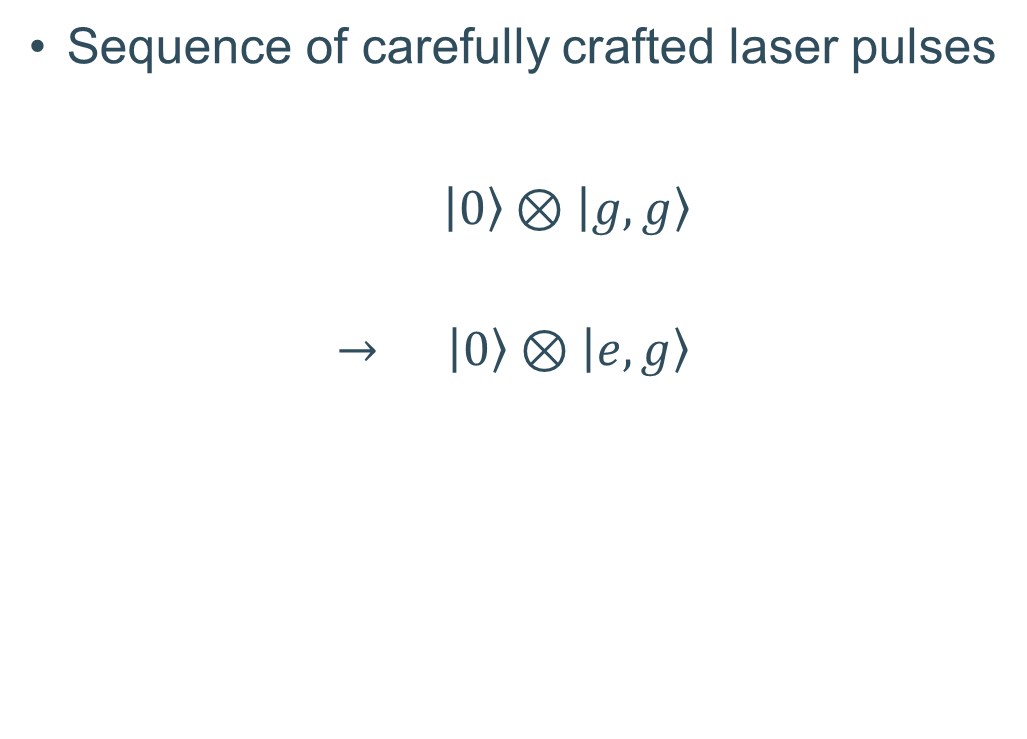 • Sequence of carefully crafted laser pulses
|0⟩ ⊗ |g, g⟩
→ |0⟩ ⊗ |e, g⟩